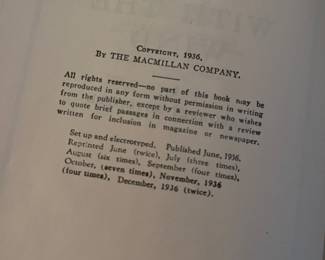 COPYRIGHT, 1936,
BY THE MACMILLAN COMPANY.
All rights reserved—no part of this book may be
reproduced in any form without permission in writing
from the publisher, except by a reviewer who wishes
to quote brief passages in connection with a review
written for inclusion in magazine or newspaper.
Set up and electrotyped. Published June, 1936.
Reprinted June (twice), July (three times),
August (six times), September (four times),
October, (seven times), November, 1936
(four times), December, 1936 (twice).